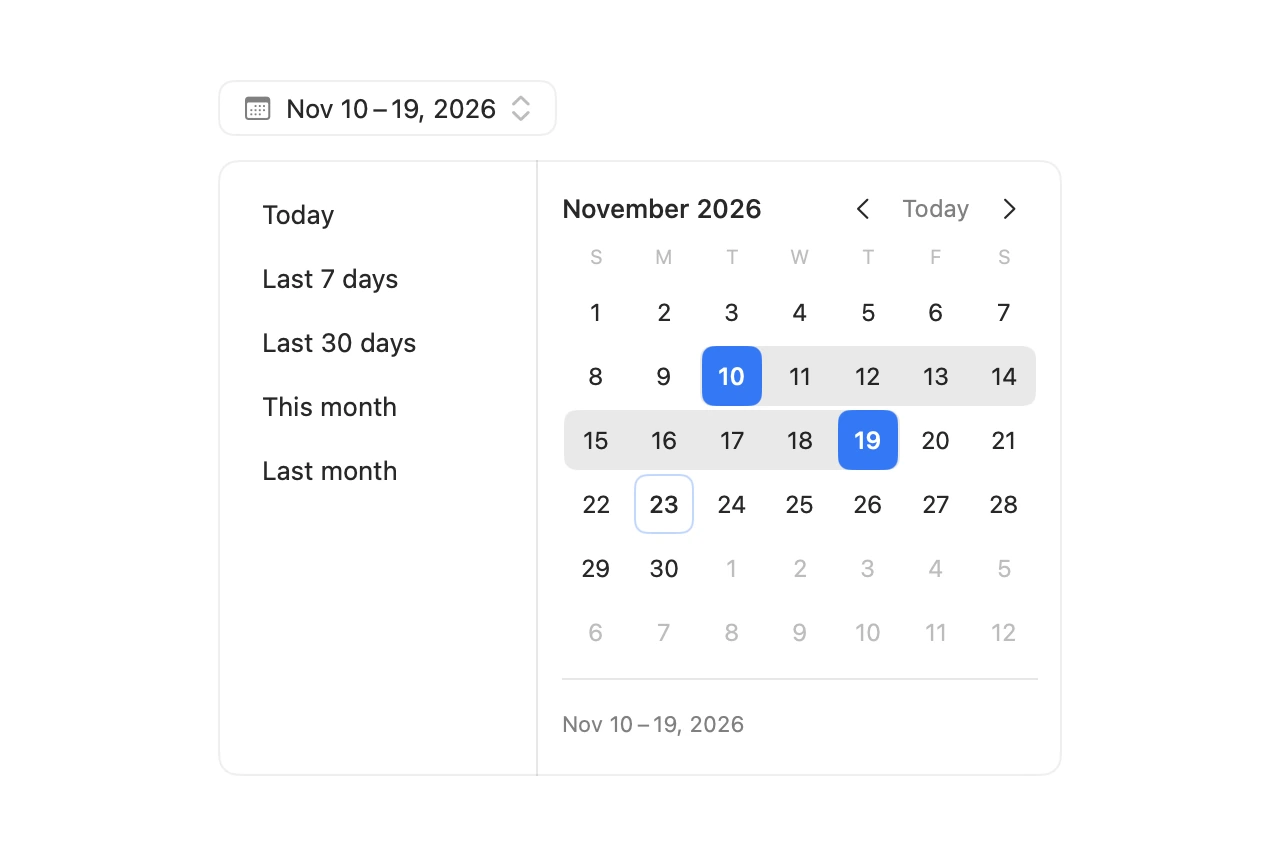 Nov 10 – 19, 2026
Today
Last 7 days
Last 30 days
This month
Last month
November 2026
Today
S M T W T F S
1 2 3 4 5 6 7
8 9 10 11 12 13 14
15 16 17 18 19 20 21
22 23 24 25 26 27 28
29 30 1 2 3 4 5
6 7 8 9 10 11 12
Nov 10 – 19, 2026